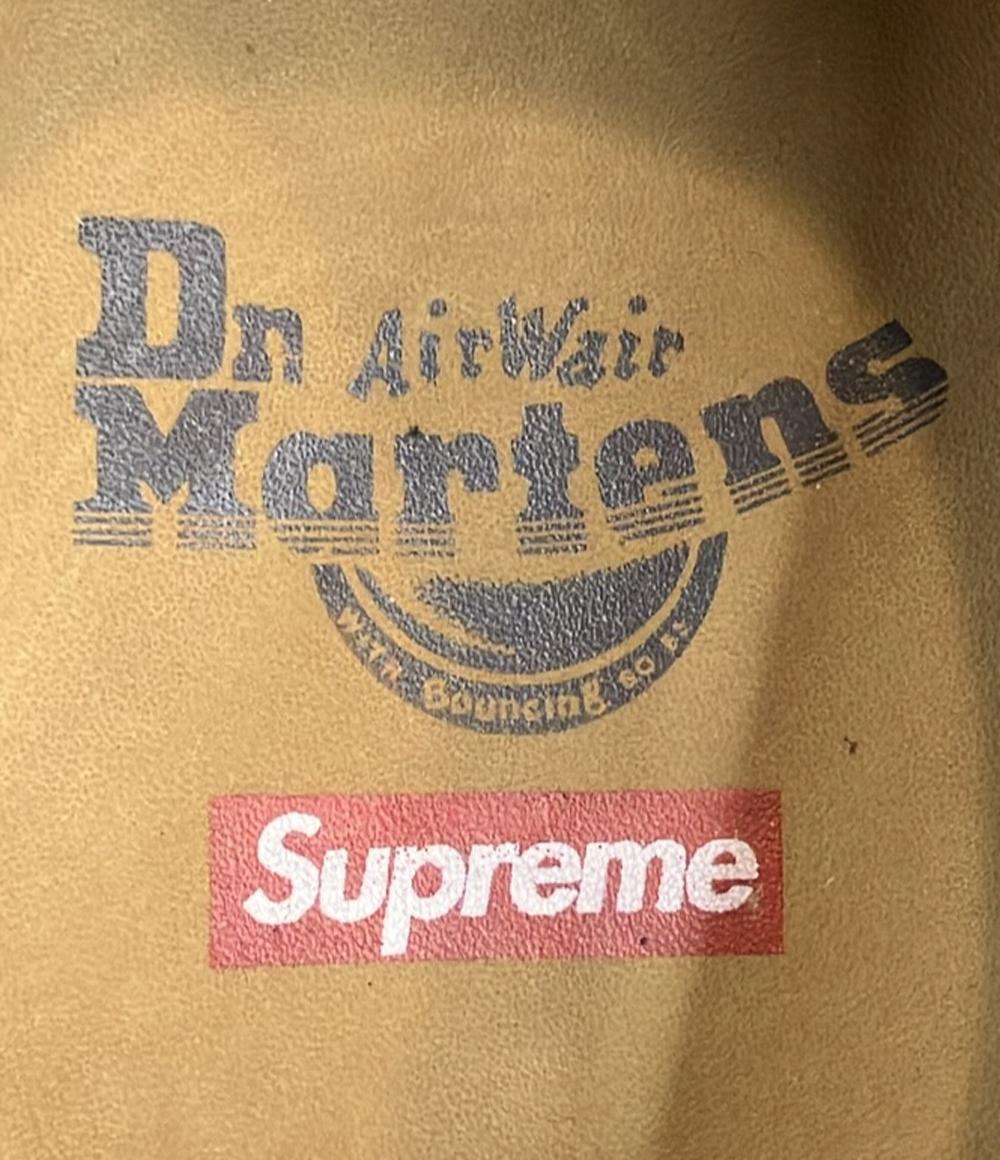 Dr AirWair
Martens
With Bouncing SOLES
Supreme